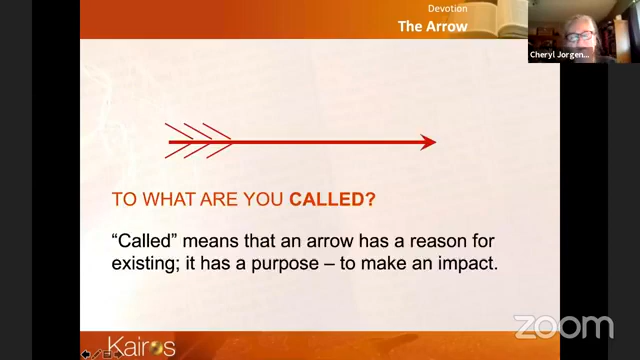 Devotion
The Arrow
Cheryl Jorgen...
TO WHAT ARE YOU CALLED?
“Called” means that an arrow has a reason for
existing; it has a purpose – to make an impact.
Kairos
zoom